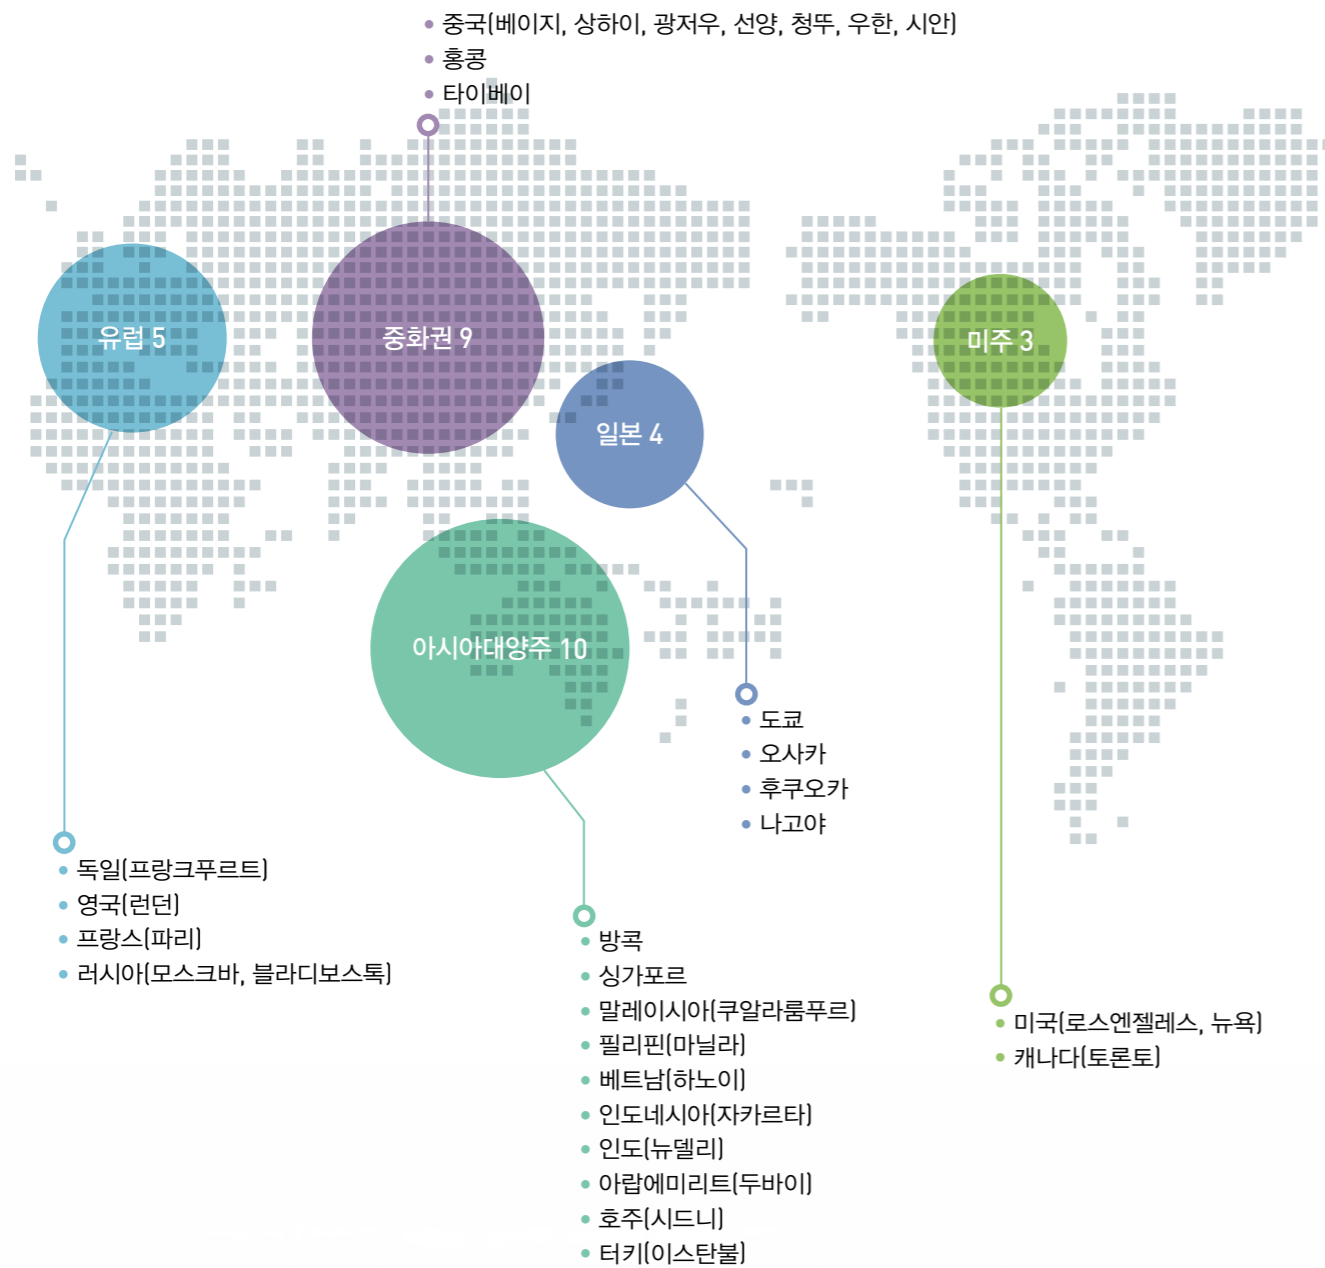 • 중국(베이지, 상하이, 광저우, 선양, 청뚜, 우한, 시안)
• 홍콩
• 타이베이
유럽 5
중화권 9
미주 3
일본 4
아시아대양주 10
• 도쿄
• 오사카
• 후쿠오카
• 나고야
• 독일(프랑크푸르트)
• 영국(런던)
• 프랑스(파리)
• 러시아(모스크바, 블라디보스톡)
• 방콕
• 싱가포르
• 말레이시아(쿠알라룸푸르)
• 필리핀(마닐라)
• 베트남(하노이)
• 인도네시아(자카르타)
• 인도(뉴델리)
• 아랍에미리트(두바이)
• 호주(시드니)
• 터키(이스탄불)
• 미국(로스엔젤레스, 뉴욕)
• 캐나다(토론토)